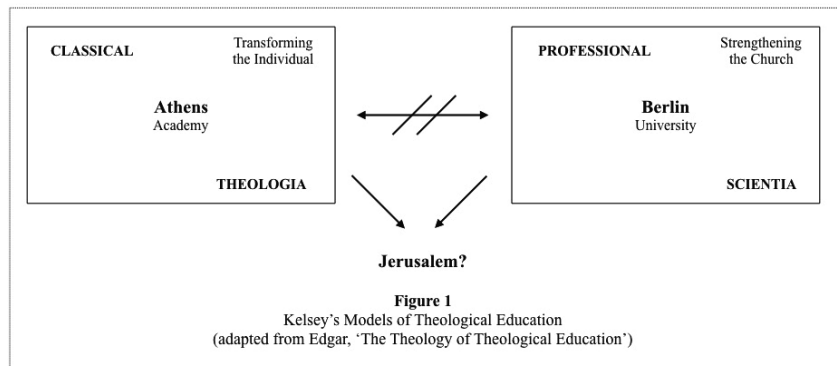 CLASSICAL
Transforming
the Individual
Athens
Academy
THEOLOGIA
PROFESSIONAL
Strengthening
the Church
Berlin
University
SCIENTIA
Jerusalem?
Figure 1
Kelsey’s Models of Theological Education
(adapted from Edgar, ‘The Theology of Theological Education’)